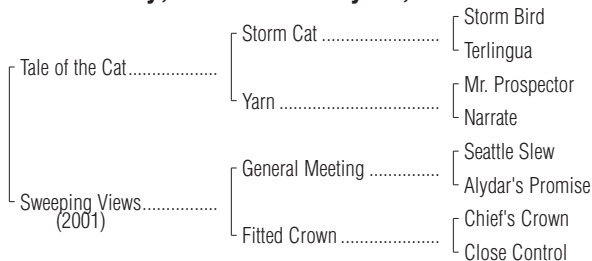 Storm Bird
Storm Cat ......................
Terlingua
Tale of the Cat..................
Mr. Prospector
Yarn ..............................
Narrate
Seattle Slew
General Meeting ..............
Alydar's Promise
Sweeping Views...............
(2001)
Chief's Crown
Fitted Crown ...................
Close Control